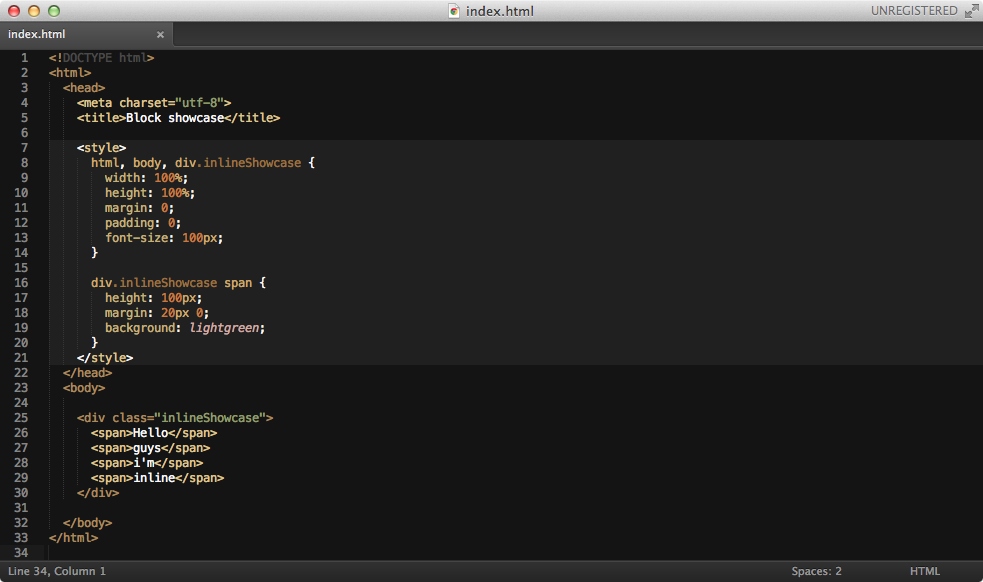 index.html
UNREGISTERED
index.html ×
1 <!DOCTYPE html>
2 <html>
3   <head>
4     <meta charset="utf-8">
5     <title>Block showcase</title>
6
7     <style>
8       html, body, div.inlineShowcase {
9         width: 100%;
10         height: 100%;
11         margin: 0;
12         padding: 0;
13         font-size: 100px;
14       }
15
16       div.inlineShowcase span {
17         height: 100px;
18         margin: 20px 0;
19         background: lightgreen;
20       }
21     </style>
22   </head>
23   <body>
24
25     <div class="inlineShowcase">
26       <span>Hello</span>
27       <span>guys</span>
28       <span>i'm</span>
29       <span>inline</span>
30     </div>
31
32   </body>
33 </html>
34
Line 34, Column 1
Spaces: 2
HTML